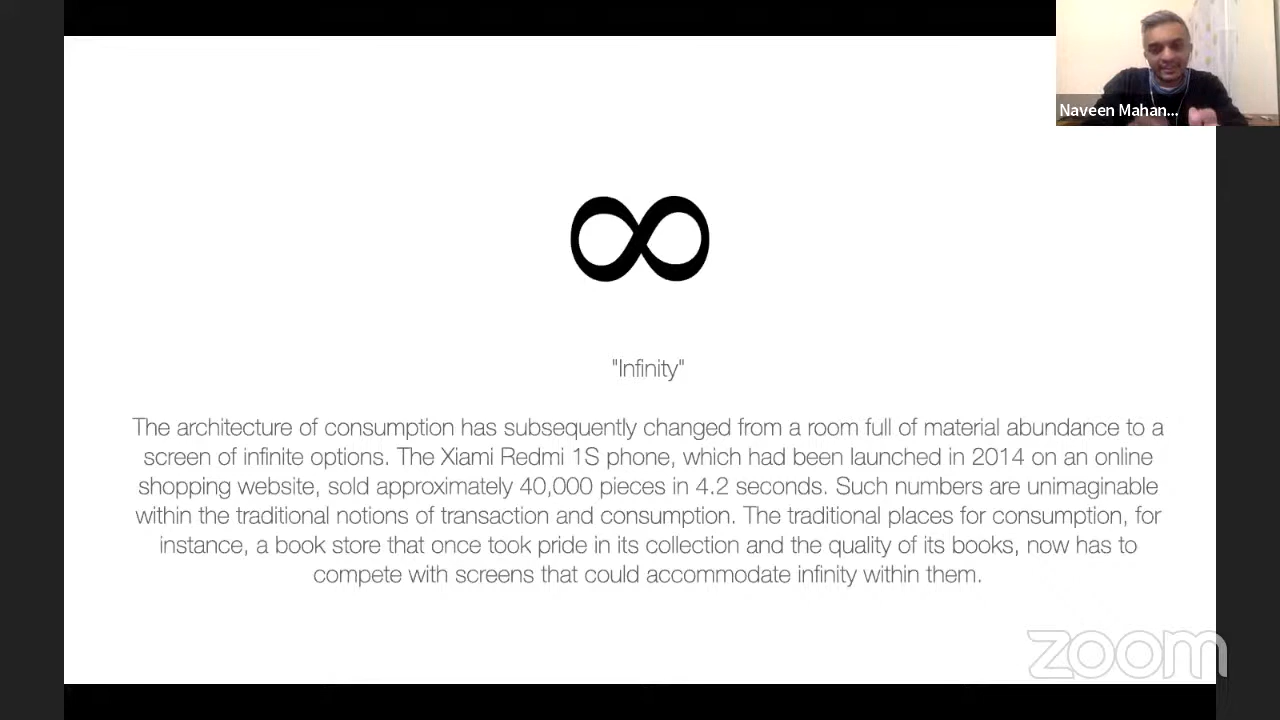 Naveen Mahan...
∞
"Infinity"
The architecture of consumption has subsequently changed from a room full of material abundance to a
screen of infinite options. The Xiami Redmi 1S phone, which had been launched in 2014 on an online
shopping website, sold approximately 40,000 pieces in 4.2 seconds. Such numbers are unimaginable
within the traditional notions of transaction and consumption. The traditional places for consumption, for
instance, a book store that once took pride in its collection and the quality of its books, now has to
compete with screens that could accommodate infinity within them.
zoom